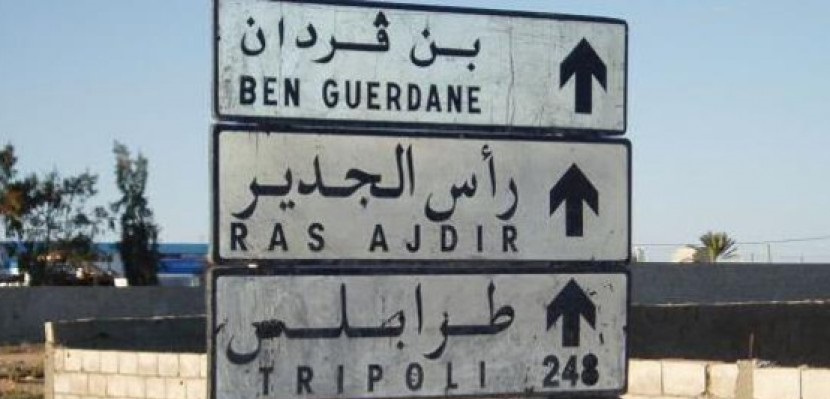 بن ڨردان
BEN GUERDANE
رأس الجدير
RAS AJDIR
طرابلس
TRIPOLI 248